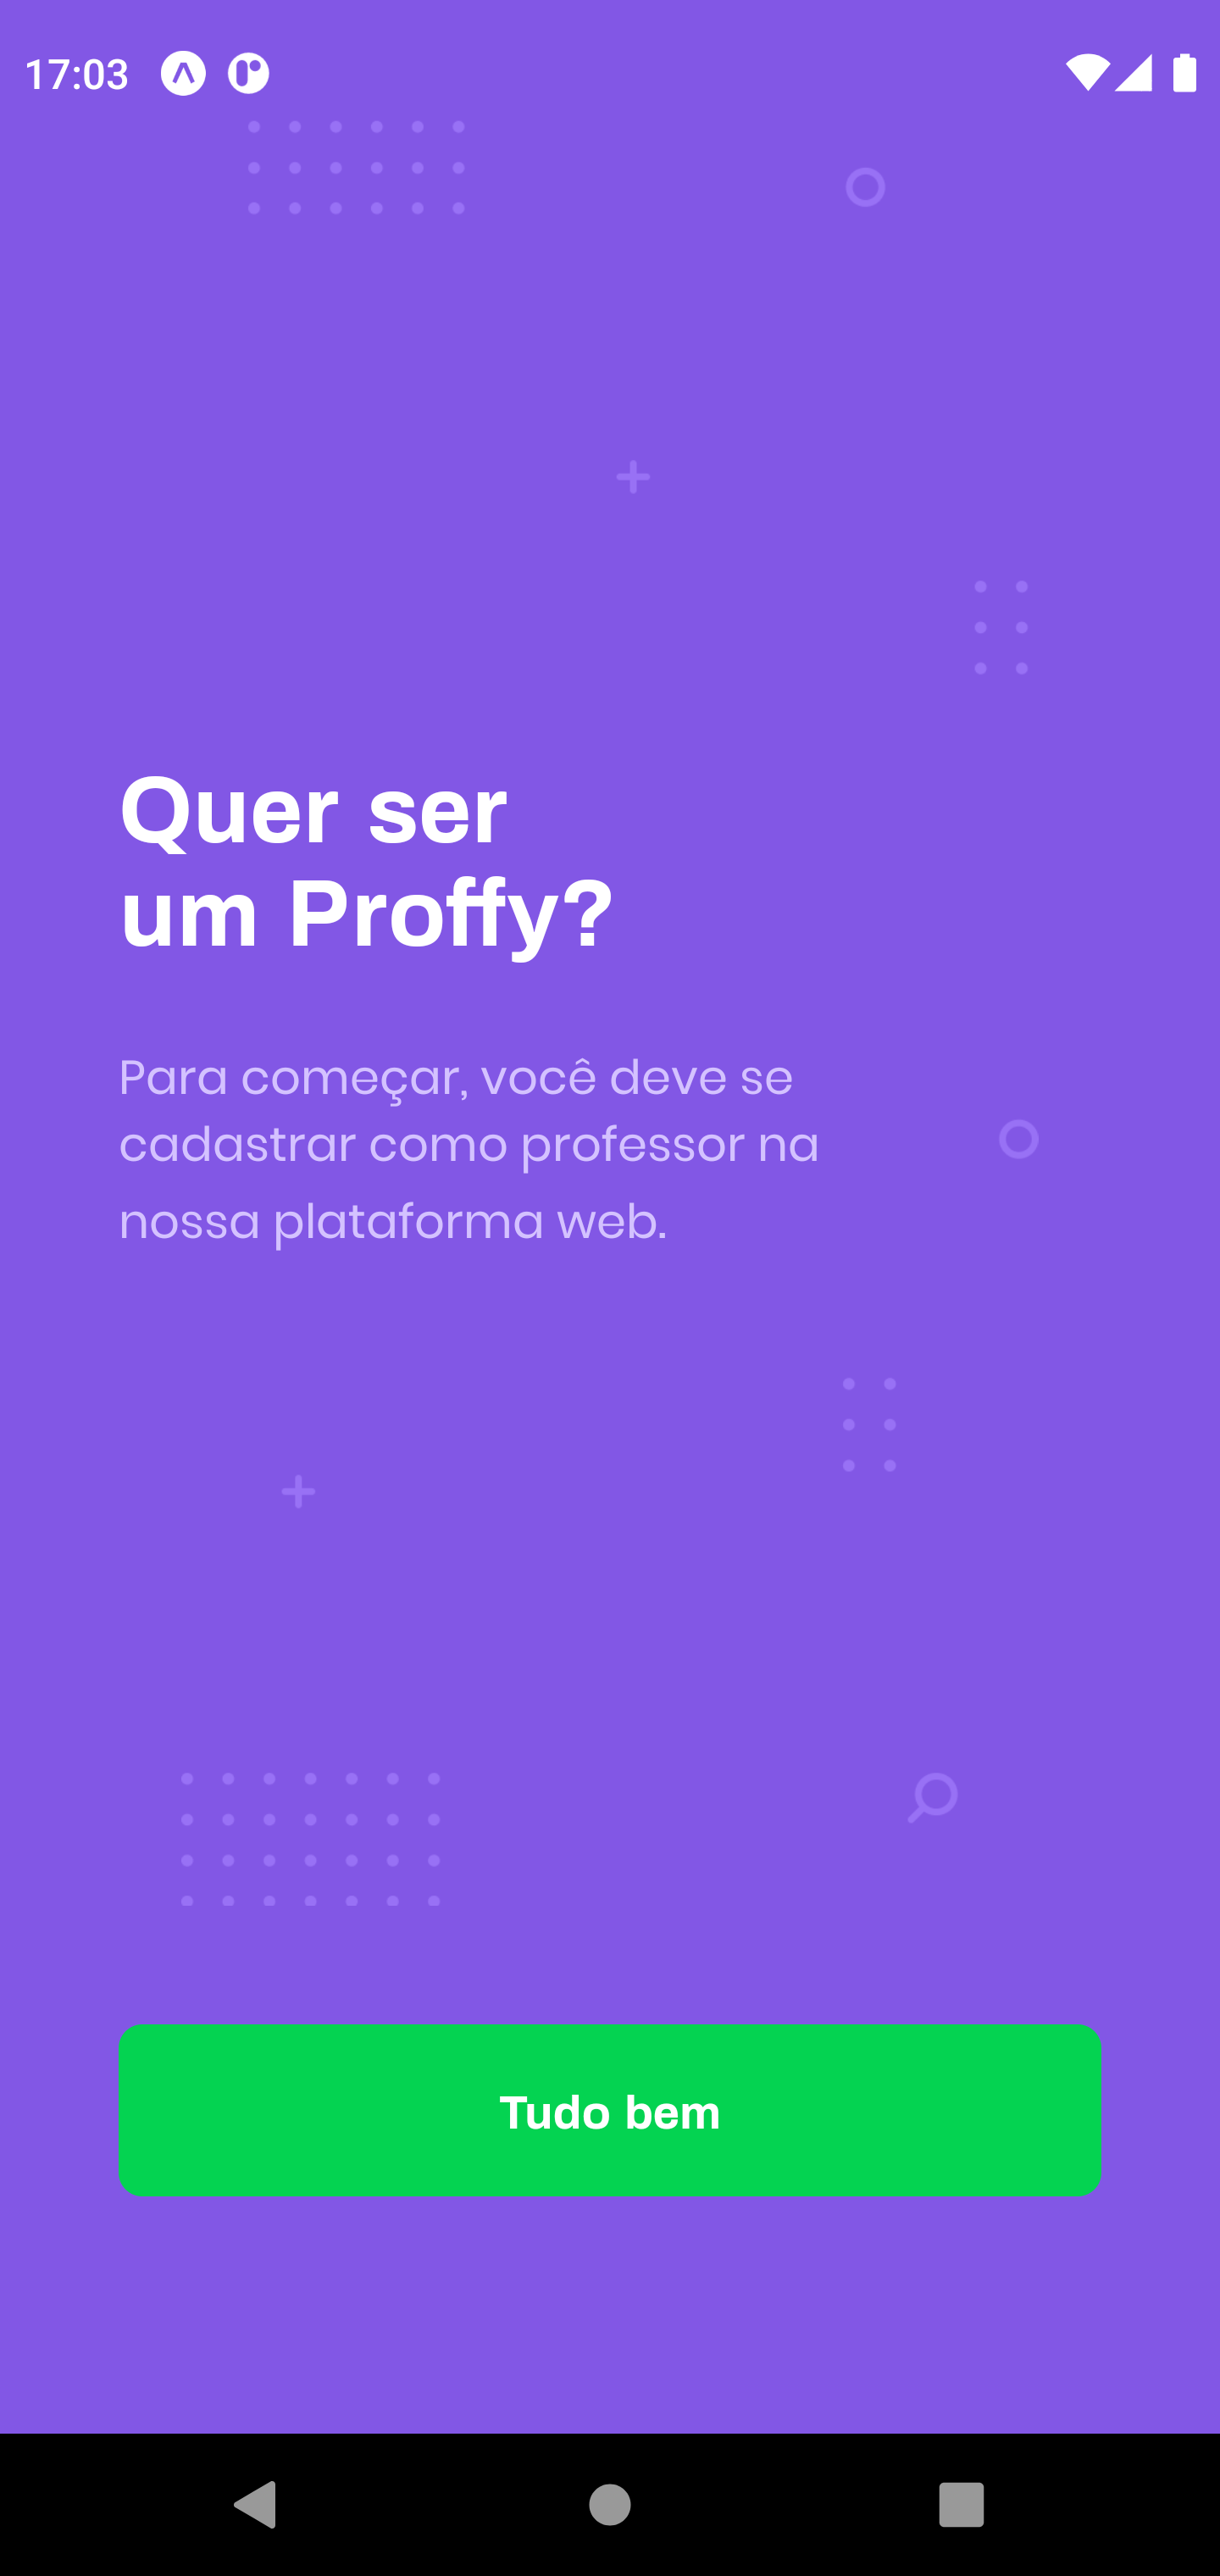 17:03
Quer ser
um Proffy?
Para começar, você deve se
cadastrar como professor na
nossa plataforma web.
Tudo bem